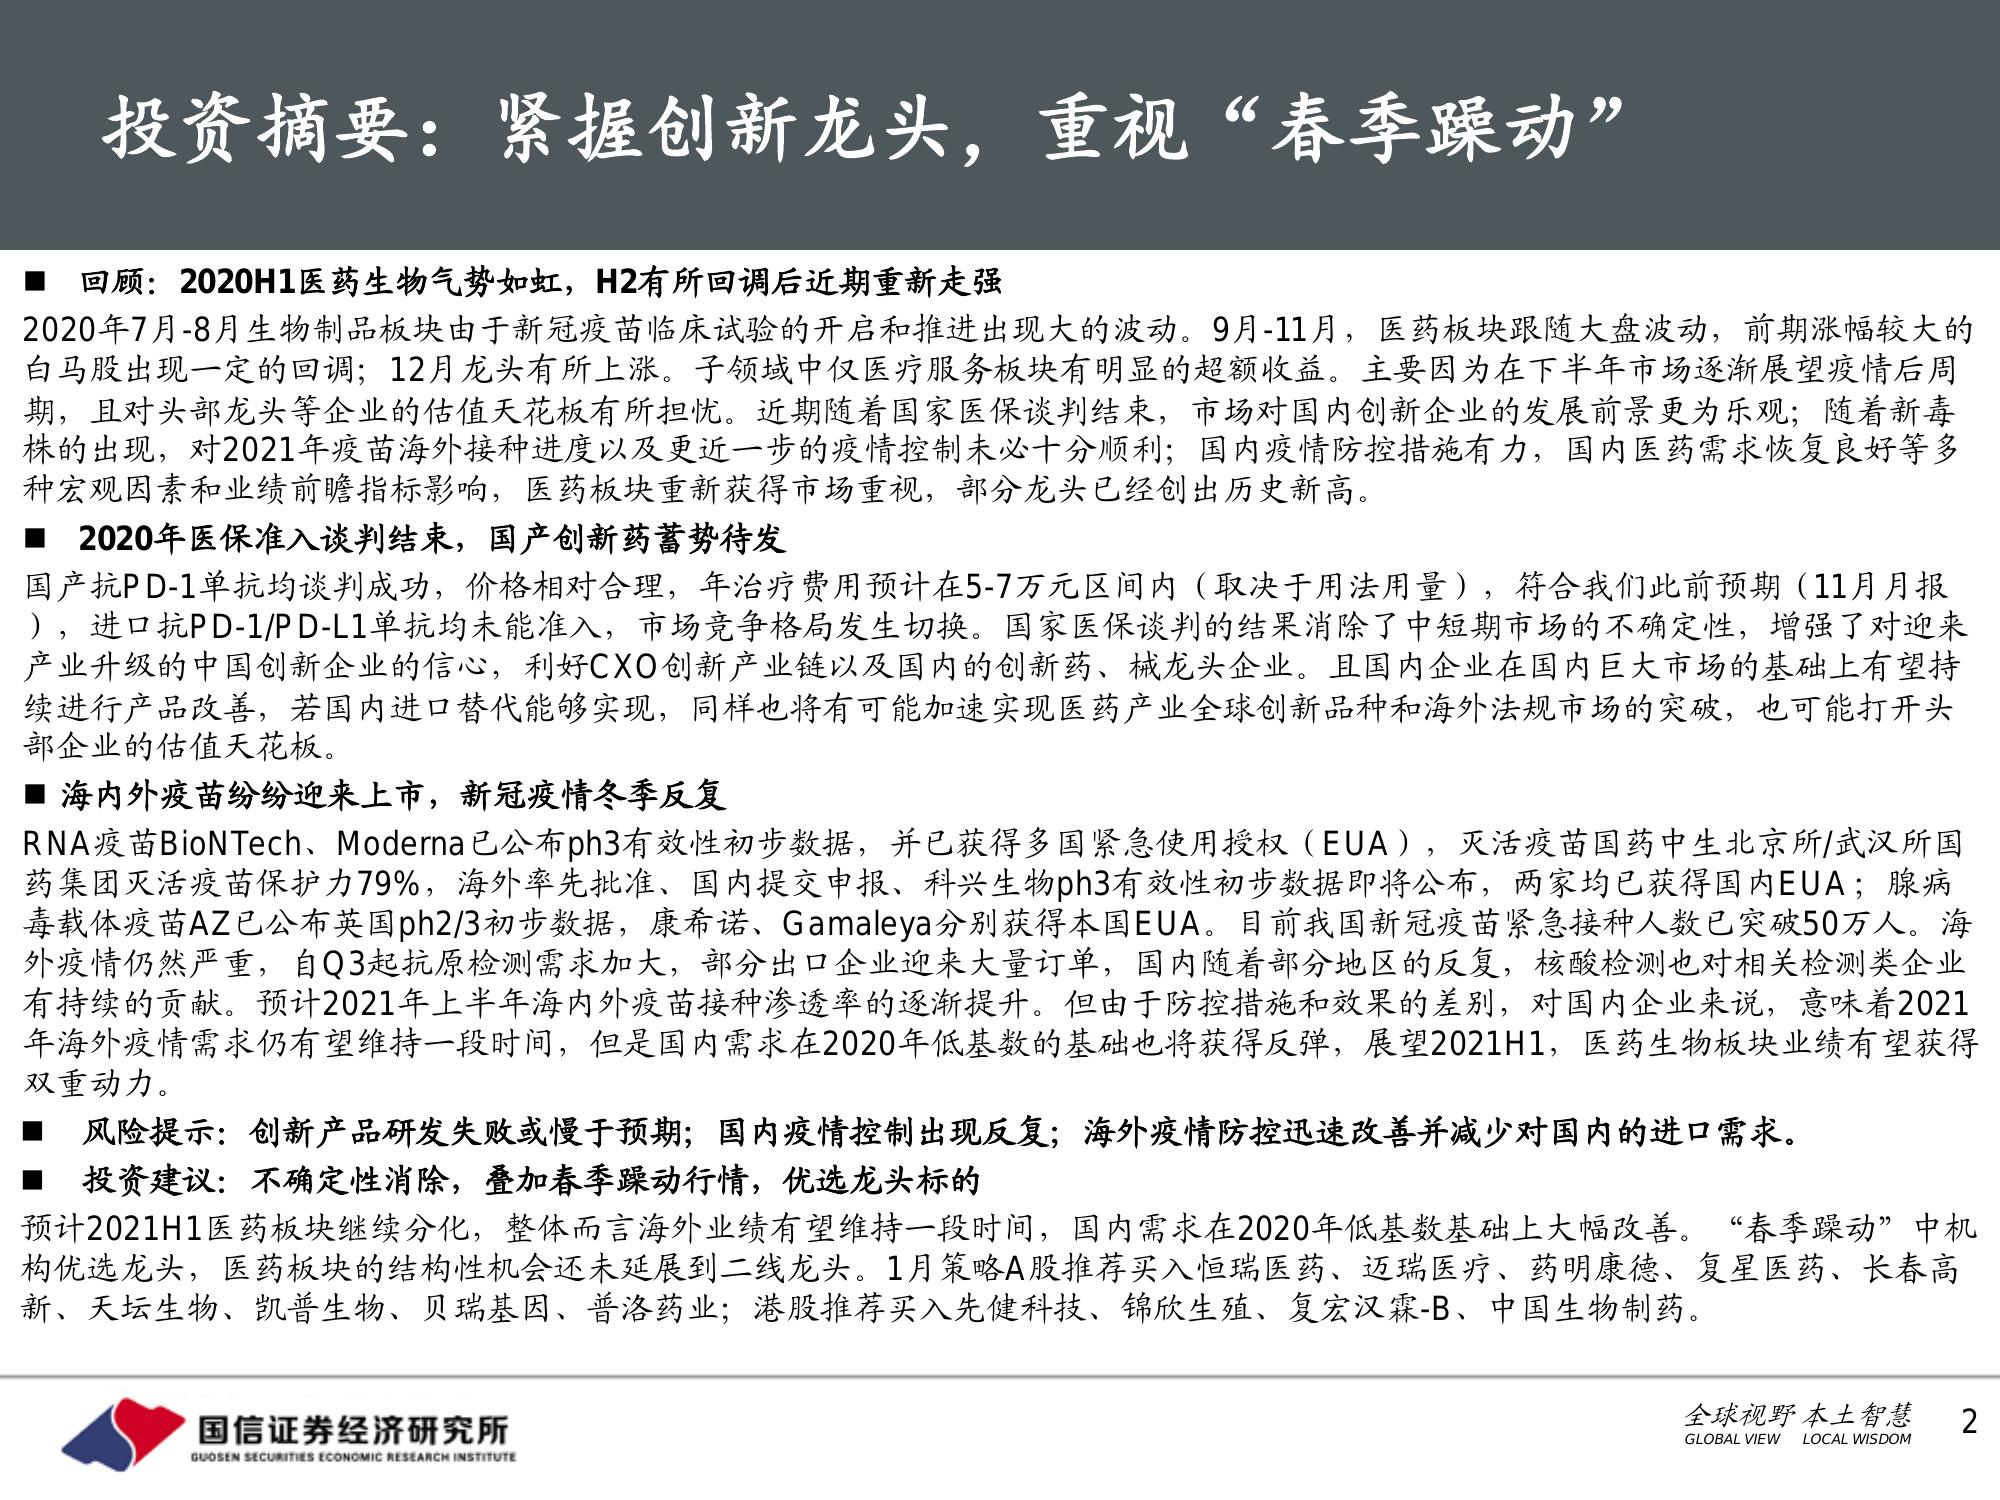 投资摘要：紧握创新龙头，重视“春季躁动”
■ 回顾：2020H1医药生物气势如虹，H2有所回调后近期重新走强
2020年7月-8月生物制品板块由于新冠疫苗临床试验的开启和推进出现大的波动。9月-11月，医药板块跟随大盘波动，前期涨幅较大的
白马股出现一定的回调；12月龙头有所上涨。子领域中仅医疗服务板块有明显的超额收益。主要因为在下半年市场逐渐展望疫情后周
期，且对头部龙头等企业的估值天花板有所担忧。近期随着国家医保谈判结束，市场对国内创新企业的发展前景更为乐观；随着新毒
株的出现，对2021年疫苗海外接种进度以及更近一步的疫情控制未必十分顺利；国内疫情防控措施有力，国内医药需求恢复良好等多
种宏观因素和业绩前瞻指标影响，医药板块重新获得市场重视，部分龙头已经创出历史新高。
■ 2020年医保准入谈判结束，国产创新药蓄势待发
国产抗PD-1单抗均谈判成功，价格相对合理，年治疗费用预计在5-7万元区间内（取决于用法用量），符合我们此前预期（11月月报
），进口抗PD-1/PD-L1单抗均未能准入，市场竞争格局发生切换。国家医保谈判的结果消除了中短期市场的不确定性，增强了对迎来
产业升级的中国创新企业的信心，利好CXO创新产业链以及国内的创新药、械龙头企业。且国内企业在国内巨大市场的基础上有望持
续进行产品改善，若国内进口替代能够实现，同样也将有可能加速实现医药产业全球创新品种和海外法规市场的突破，也可能打开头
部企业的估值天花板。
■ 海内外疫苗纷纷迎来上市，新冠疫情冬季反复
RNA疫苗BioNTech、Moderna已公布ph3有效性初步数据，并已获得多国紧急使用授权（EUA），灭活疫苗国药中生北京所/武汉所国
药集团灭活疫苗保护力79%，海外率先批准、国内提交申报、科兴生物ph3有效性初步数据即将公布，两家均已获得国内EUA；腺病
毒载体疫苗AZ已公布英国ph2/3初步数据，康希诺、Gamaleya分别获得本国EUA。目前我国新冠疫苗紧急接种人数已突破50万人。海
外疫情仍然严重，自Q3起抗原检测需求加大，部分出口企业迎来大量订单，国内随着部分地区的反复，核酸检测也对相关检测类企业
有持续的贡献。预计2021年上半年海内外疫苗接种渗透率的逐渐提升。但由于防控措施和效果的差别，对国内企业来说，意味着2021
年海外疫情需求仍有望维持一段时间，但是国内需求在2020年低基数的基础也将获得反弹，展望2021H1，医药生物板块业绩有望获得
双重动力。
■ 风险提示：创新产品研发失败或慢于预期；国内疫情控制出现反复；海外疫情防控迅速改善并减少对国内的进口需求。
■ 投资建议：不确定性消除，叠加春季躁动行情，优选龙头标的
预计2021H1医药板块继续分化，整体而言海外业绩有望维持一段时间，国内需求在2020年低基数基础上大幅改善。“春季躁动”中机
构优选龙头，医药板块的结构性机会还未延展到二线龙头。1月策略A股推荐买入恒瑞医药、迈瑞医疗、药明康德、复星医药、长春高
新、天坛生物、凯普生物、贝瑞基因、普洛药业；港股推荐买入先健科技、锦欣生殖、复宏汉霖-B、中国生物制药。
国信证券经济研究所
GUOSEN SECURITIES ECONOMIC RESEARCH INSTITUTE
全球视野 本土智慧
GLOBAL VIEW LOCAL WISDOM
2